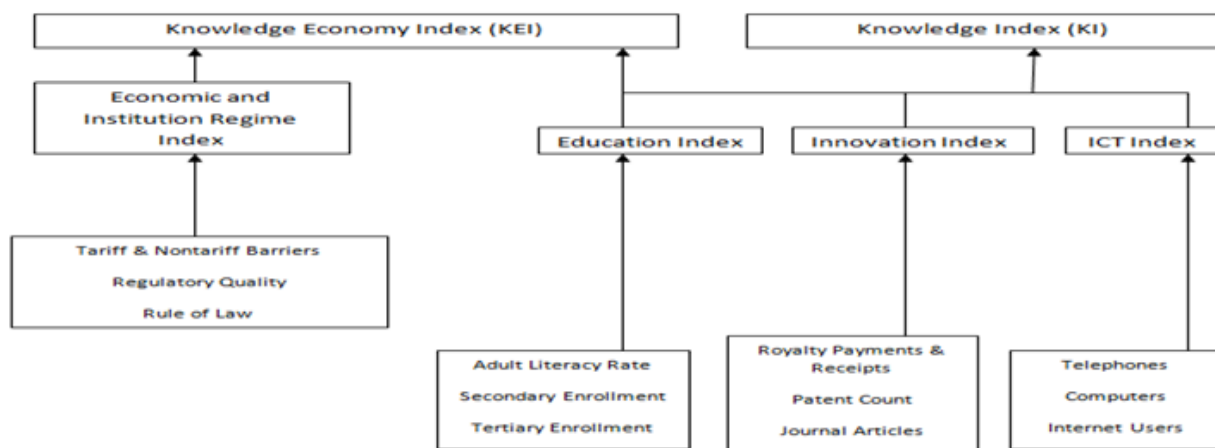 Knowledge Economy Index (KEI)
Knowledge Index (KI)
Economic and
Institution Regime
Index
Education Index
Innovation Index
ICT Index
Tariff & Nontariff Barriers
Regulatory Quality
Rule of Law
Adult Literacy Rate
Secondary Enrollment
Tertiary Enrollment
Royalty Payments &
Receipts
Patent Count
Journal Articles
Telephones
Computers
Internet Users